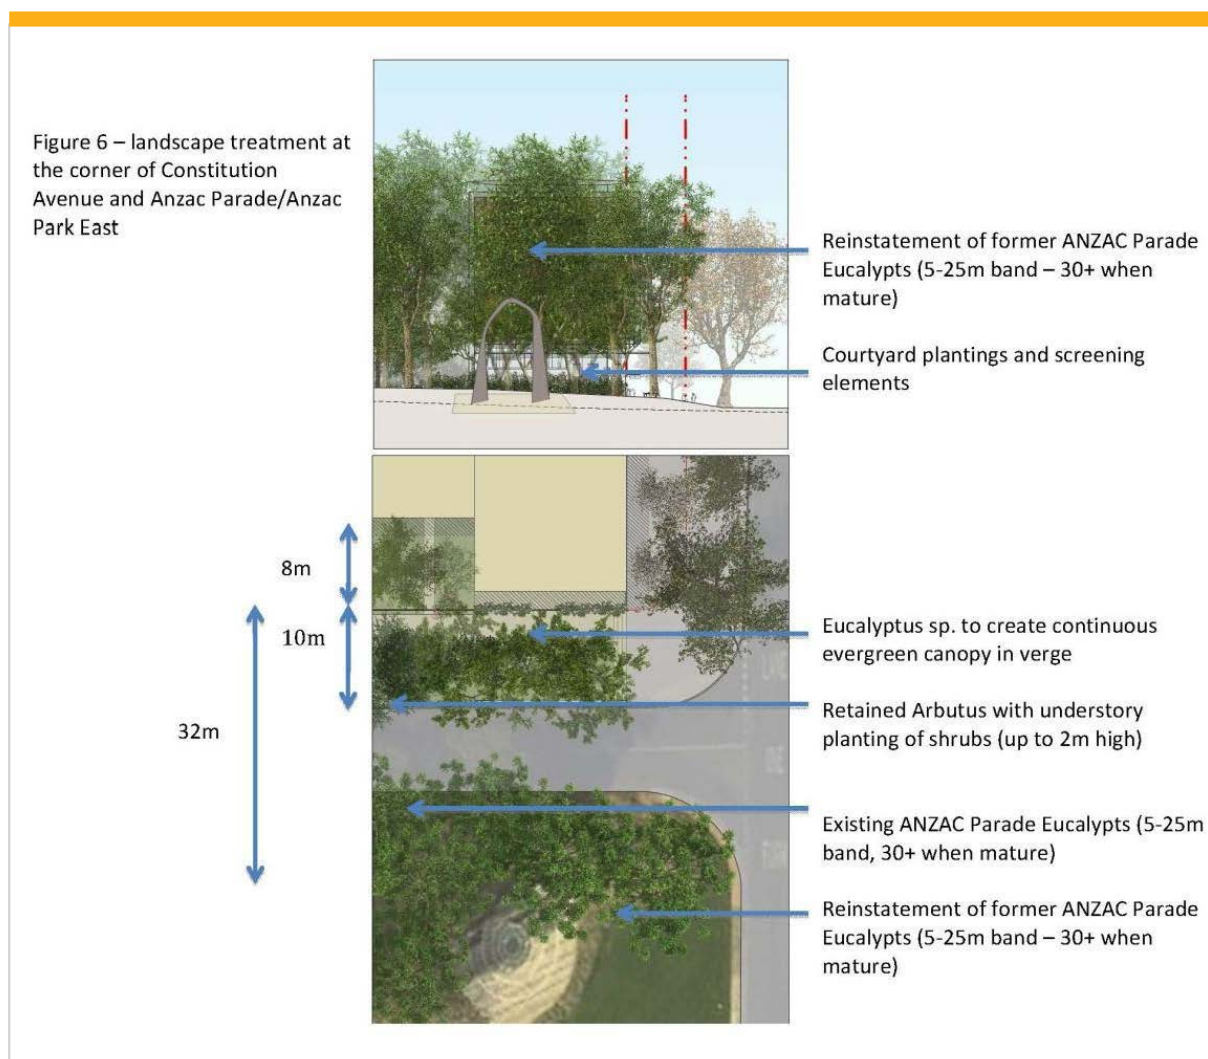 Figure 6 – landscape treatment at
the corner of Constitution
Avenue and Anzac Parade/Anzac
Park East
Reinstatement of former ANZAC Parade
Eucalypts (5-25m band – 30+ when
mature)
Courtyard plantings and screening
elements
8m
10m
32m
Eucalyptus sp. to create continuous
evergreen canopy in verge
Retained Arbutus with understory
planting of shrubs (up to 2m high)
Existing ANZAC Parade Eucalypts (5-25m
band, 30+ when mature)
Reinstatement of former ANZAC Parade
Eucalypts (5-25m band – 30+ when
mature)